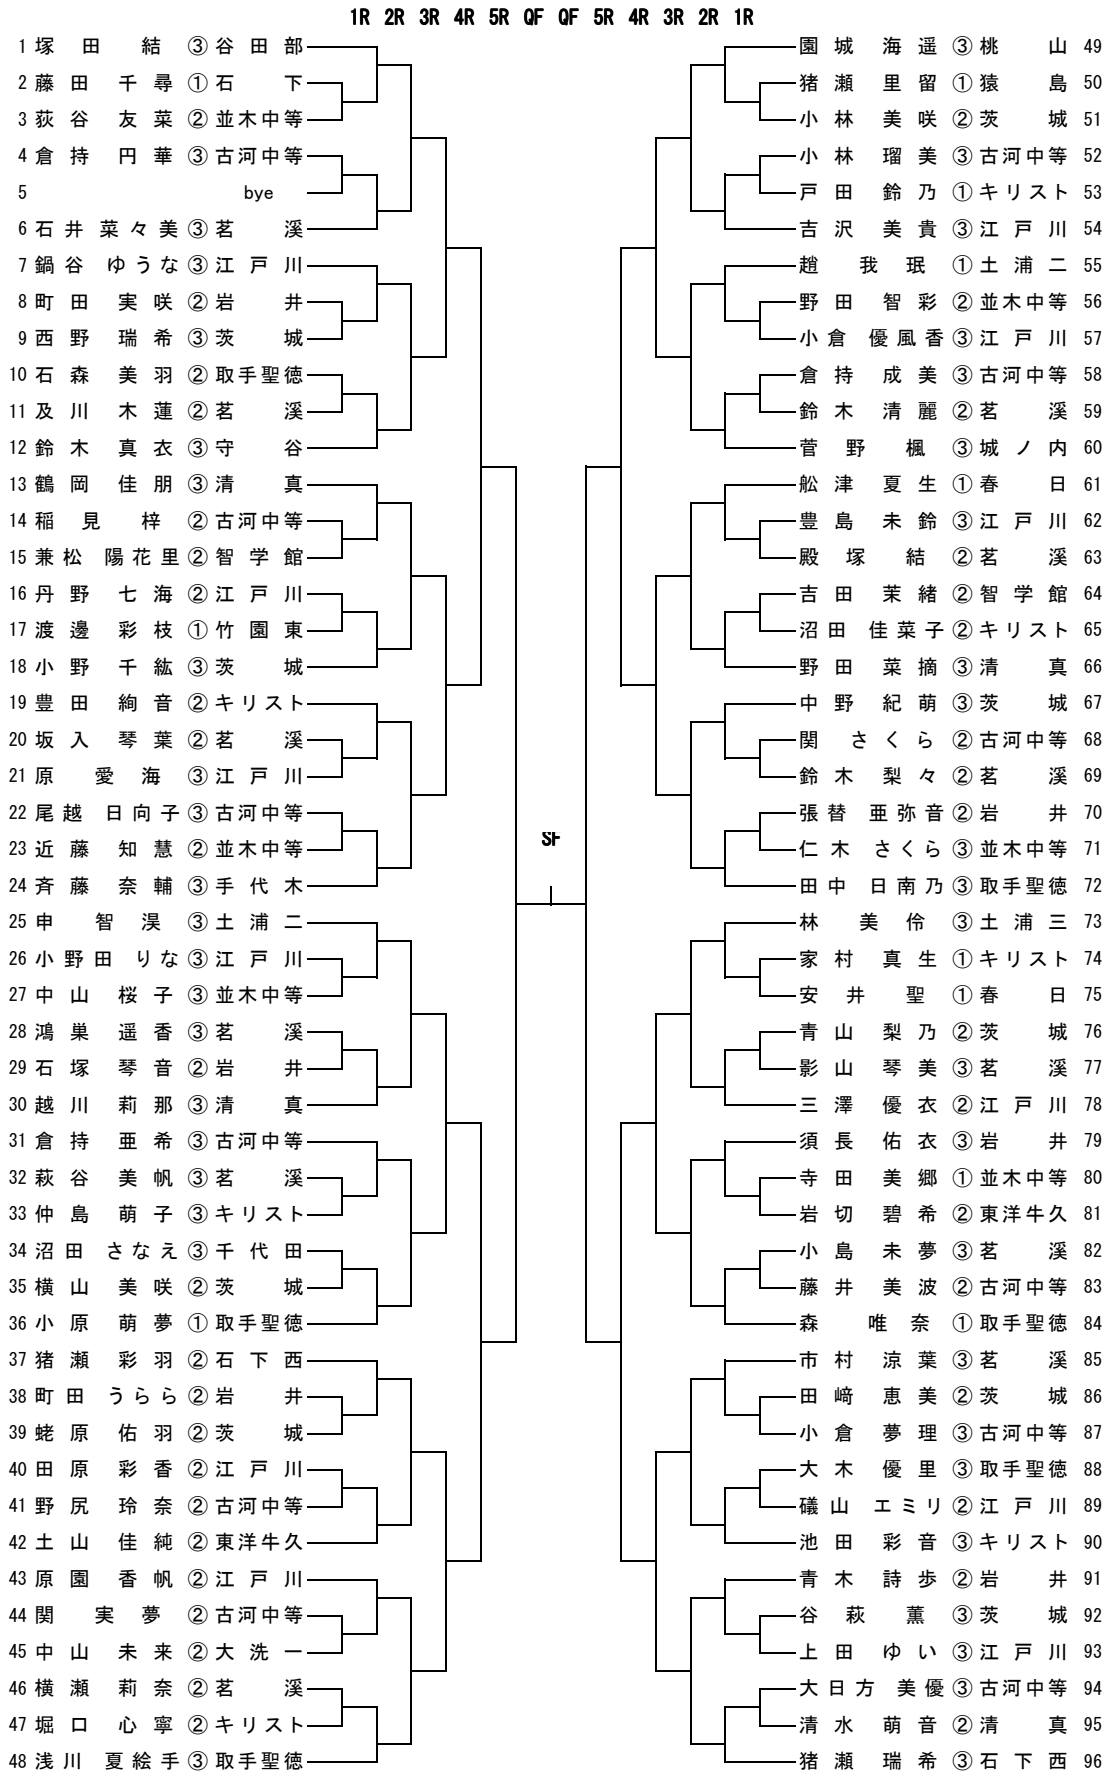 1R 2R 3R 4R 5R QF QF 5R 4R 3R 2R 1R
1 塚田 結 ③ 谷田部
園城 海遥 ③ 桃山 49
2 藤田 千尋 ① 石下
猪瀬 里留 ① 猿島 50
3 荻谷 友菜 ② 並木中等
小林 美咲 ② 茨城 51
4 倉持 円華 ③ 古河中等
小林 瑠美 ③ 古河中等 52
5 bye
戸田 鈴乃 ① キリスト 53
6 石井 菜々美 ③ 茗溪
吉沢 美貴 ③ 江戸川 54
7 鍋谷 ゆうな ③ 江戸川
趙 我珉 ① 土浦二 55
8 町田 実咲 ② 岩井
野田 智彩 ② 並木中等 56
9 西野 瑞希 ③ 茨城
小倉 優風香 ③ 江戸川 57
10 石森 美羽 ② 取手聖徳
倉持 成美 ③ 古河中等 58
11 及川 木蓮 ② 茗溪
鈴木 清麗 ② 茗溪 59
12 鈴木 真衣 ③ 守谷
菅野 楓 ③ 城ノ内 60
13 鶴岡 佳朋 ③ 清真
舩津 夏生 ① 春日 61
14 稲見 梓 ② 古河中等
豊島 未鈴 ③ 江戸川 62
15 兼松 陽花里 ② 智学館
殿塚 結 ② 茗溪 63
16 丹野 七海 ② 江戸川
吉田 茉緒 ② 智学館 64
17 渡邉 彩枝 ① 竹園東
沼田 佳菜子 ② キリスト 65
18 小野 千紘 ③ 茨城
野田 菜摘 ③ 清真 66
19 豊田 絢音 ② キリスト
中野 紀萌 ③ 茨城 67
20 坂入 琴葉 ② 茗溪
関 さくら ② 古河中等 68
21 原 愛海 ③ 江戸川
鈴木 梨々 ② 茗溪 69
22 尾越 日向子 ③ 古河中等
張替 亜弥音 ② 岩井 70
SF
23 近藤 知慧 ② 並木中等
仁木 さくら ③ 並木中等 71
24 斉藤 奈輔 ③ 手代木
田中 日南乃 ③ 取手聖徳 72
25 申 智淏 ③ 土浦二
林 美伶 ③ 土浦三 73
26 小野田 りな ③ 江戸川
家村 真生 ① キリスト 74
27 中山 桜子 ③ 並木中等
安井 聖 ① 春日 75
28 鴻巣 遥香 ③ 茗溪
青山 梨乃 ② 茨城 76
29 石塚 琴音 ② 岩井
影山 琴美 ③ 茗溪 77
30 越川 莉那 ③ 清真
三澤 優衣 ② 江戸川 78
31 倉持 亜希 ③ 古河中等
須長 佑衣 ③ 岩井 79
32 萩谷 美帆 ③ 茗溪
寺田 美郷 ① 並木中等 80
33 仲島 萌子 ③ キリスト
岩切 碧希 ② 東洋牛久 81
34 沼田 さなえ ③ 千代田
小島 未夢 ③ 茗溪 82
35 横山 美咲 ② 茨城
藤井 美波 ② 古河中等 83
36 小原 萌夢 ① 取手聖徳
森 唯奈 ① 取手聖徳 84
37 猪瀬 彩羽 ② 石下西
市村 涼葉 ③ 茗溪 85
38 町田 うらら ② 岩井
田﨑 恵美 ② 茨城 86
39 蛯原 佑羽 ② 茨城
小倉 夢理 ③ 古河中等 87
40 田原 彩香 ② 江戸川
大木 優里 ③ 取手聖徳 88
41 野尻 玲奈 ② 古河中等
礒山 エミリ ② 江戸川 89
42 土山 佳純 ② 東洋牛久
池田 彩音 ③ キリスト 90
43 原園 香帆 ② 江戸川
青木 詩歩 ② 岩井 91
44 関 実夢 ② 古河中等
谷萩 薫 ③ 茨城 92
45 中山 未来 ② 大洗一
上田 ゆい ③ 江戸川 93
46 横瀬 莉奈 ② 茗溪
大日方 美優 ③ 古河中等 94
47 堀口 心寧 ② キリスト
清水 萌音 ② 清真 95
48 浅川 夏絵手 ③ 取手聖徳
猪瀬 瑞希 ③ 石下西 96